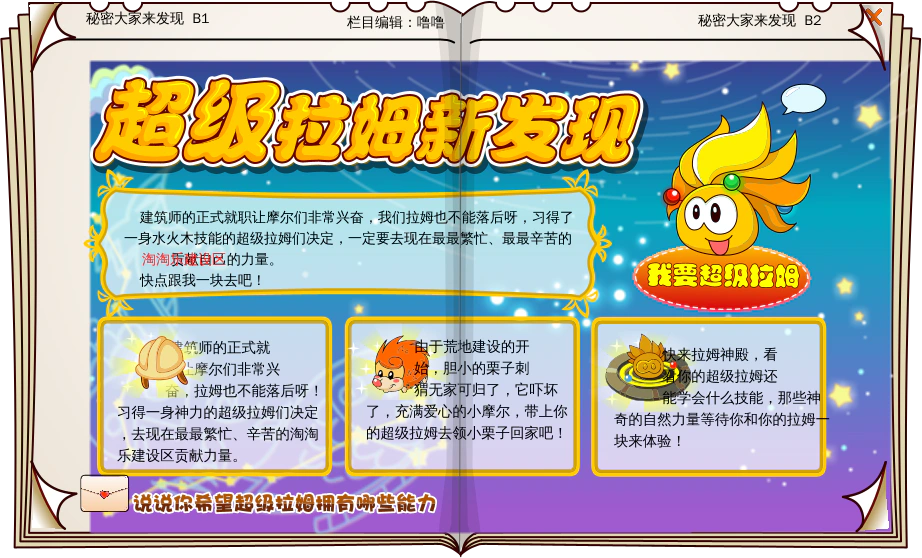 秘密大家来发现 B1
栏目编辑：噜噜
秘密大家来发现 B2
超级拉姆新发现
建筑师的正式就职让摩尔们非常兴奋，我们拉姆也不能落后呀，习得了
一身水火木技能的超级拉姆们决定，一定要去现在最最繁忙、最最辛苦的
淘淘乐建设区贡献自己的力量。
快点跟我一块去吧！
我要超级拉姆
建筑师的正式就
让摩尔们非常兴
奋，拉姆也不能落后呀！
习得一身神力的超级拉姆们决定
，去现在最最繁忙、辛苦的淘淘
乐建设区贡献力量。
由于荒地建设的开
始，胆小的栗子刺
猬无家可归了，它吓坏
了，充满爱心的小摩尔，带上你
的超级拉姆去领小栗子回家吧！
快来拉姆神殿，看
看你的超级拉姆还
能学会什么技能，那些神
奇的自然力量等待你和你的拉姆一
块来体验！
说说你希望超级拉姆拥有哪些能力